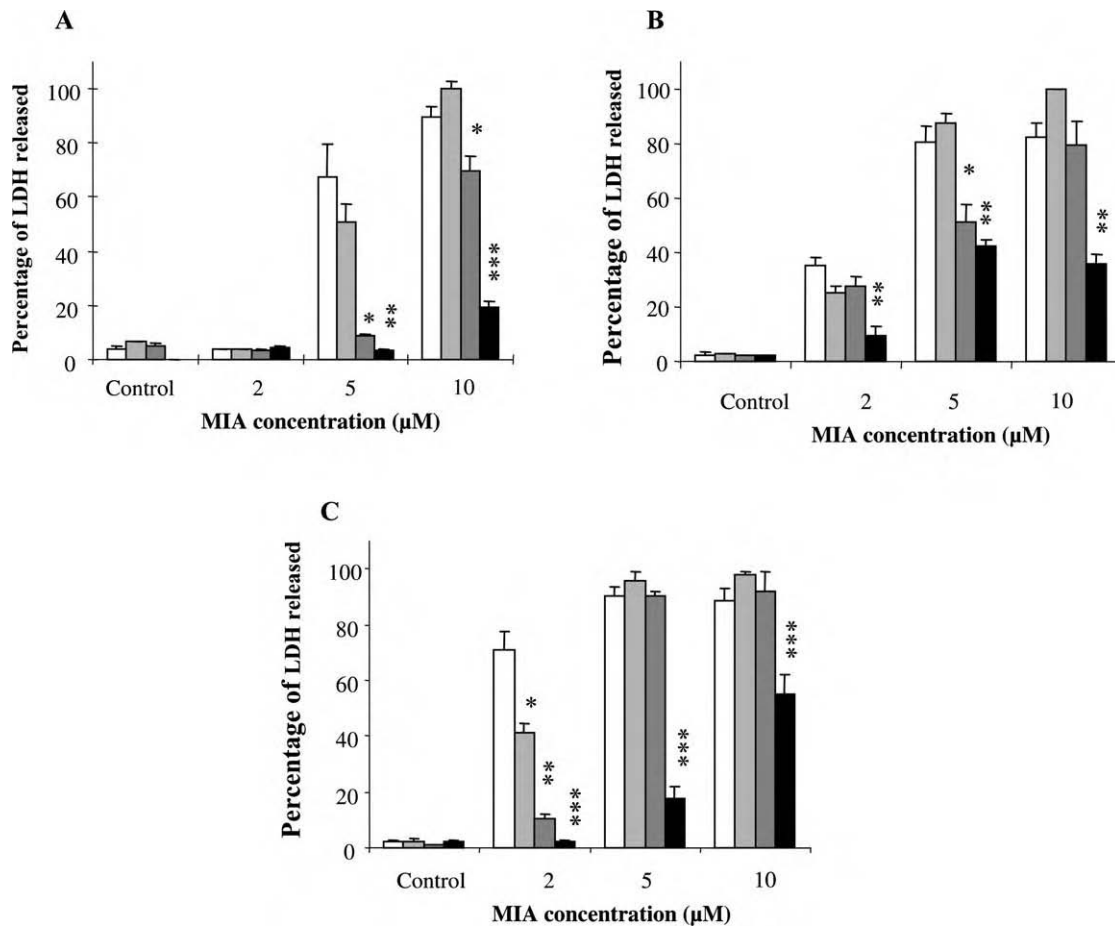 A
Percentage of LDH released
100
80
60
40
20
0
*
**
*
***
Control 2 5 10
MIA concentration (µM)
B
Percentage of LDH released
100
80
60
40
20
0
**
*
**
**
Control 2 5 10
MIA concentration (µM)
C
Percentage of LDH released
100
80
60
40
20
0
*
**
***
***
***
Control 2 5 10
MIA concentration (µM)